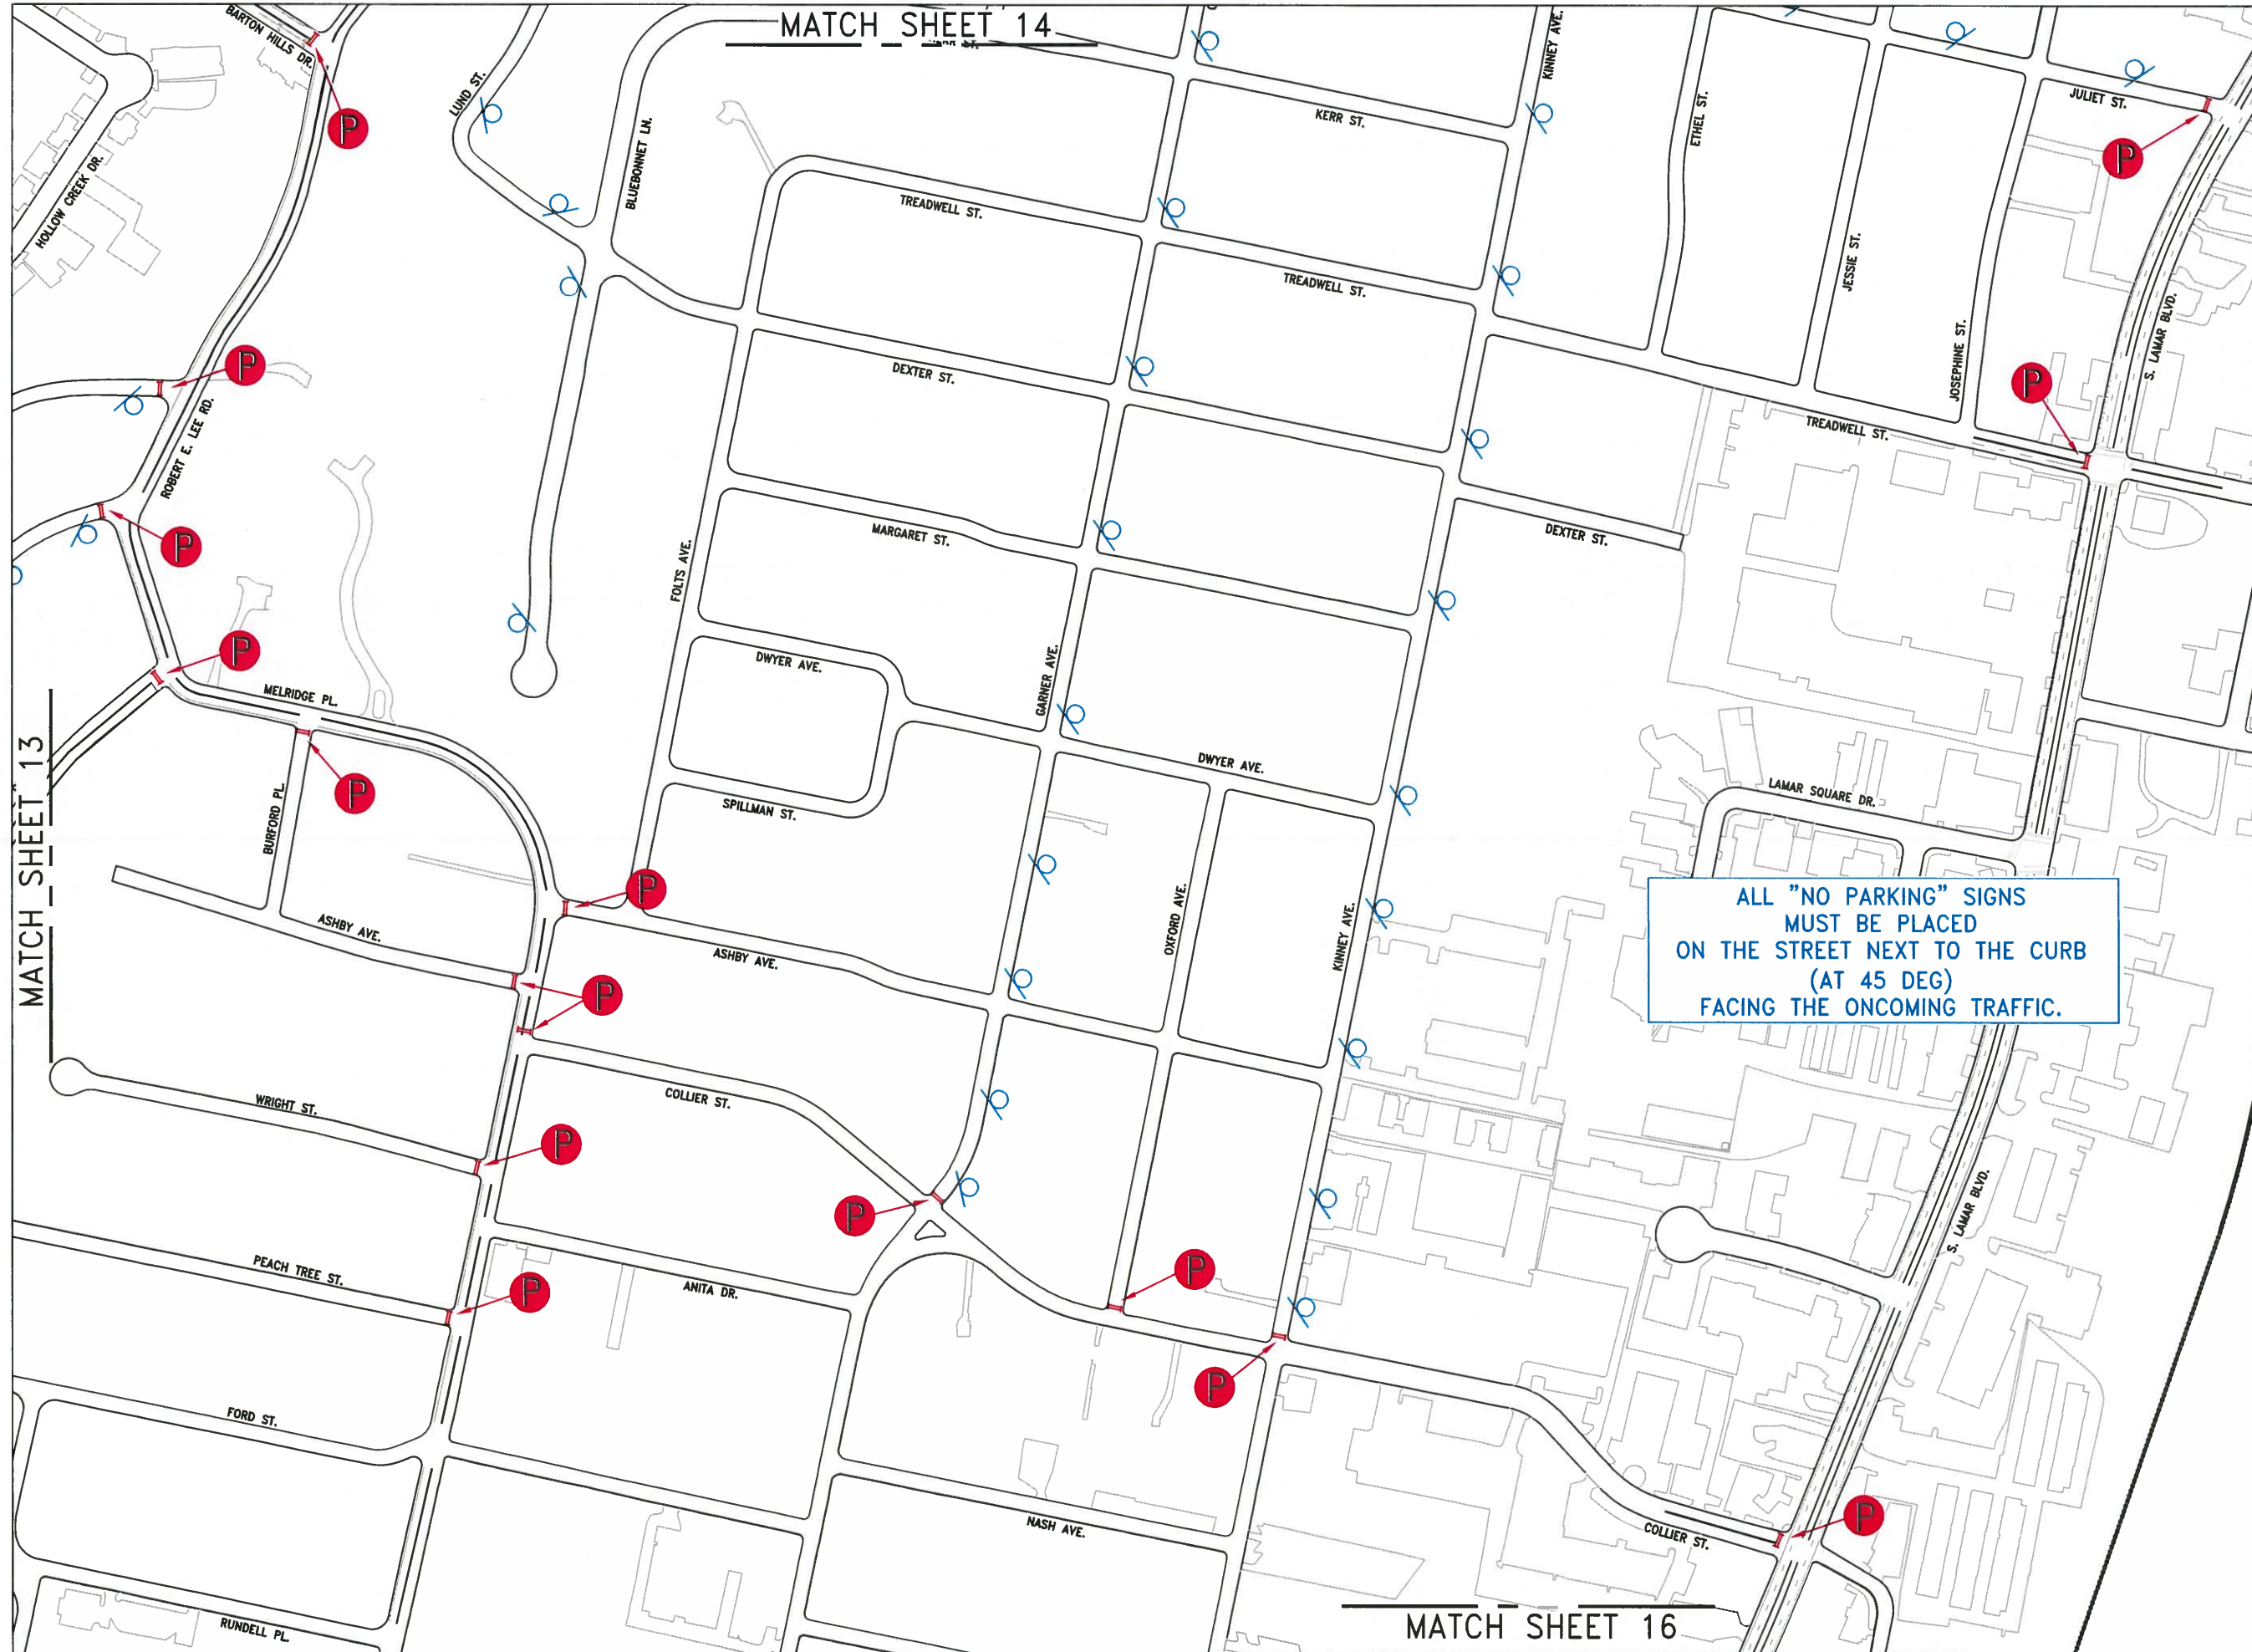 MATCH SHEET 14
BARTON HILLS DR.
KINNEY AVE.
LUND ST.
P
BLUEBONNET LN.
KERR ST.
ETHEL ST.
JULIET ST.
P
HOLLOW CREEK DR.
TREADWELL ST.
TREADWELL ST.
JESSIE ST.
S. LAMAR BLVD.
JOSEPHINE ST.
P
DEXTER ST.
P
ROBERT E. LEE RD.
TREADWELL ST.
MARGARET ST.
DEXTER ST.
P
FOLTS AVE.
P
DWYER AVE.
GARNER AVE.
MELRIDGE PL.
MATCH SHEET 13
DWYER AVE.
P
LAMAR SQUARE DR.
BURFORD PL.
SPILLMAN ST.
P
ALL "NO PARKING" SIGNS
MUST BE PLACED
ON THE STREET NEXT TO THE CURB
(AT 45 DEG)
FACING THE ONCOMING TRAFFIC.
ASHBY AVE.
ASHBY AVE.
OXFORD AVE.
KINNEY AVE.
P
WRIGHT ST.
COLLIER ST.
P
P
S. LAMAR BLVD.
PEACH TREE ST.
ANITA DR.
P
P
P
FORD ST.
NASH AVE.
P
COLLIER ST.
RUNDELL PL.
MATCH SHEET 16